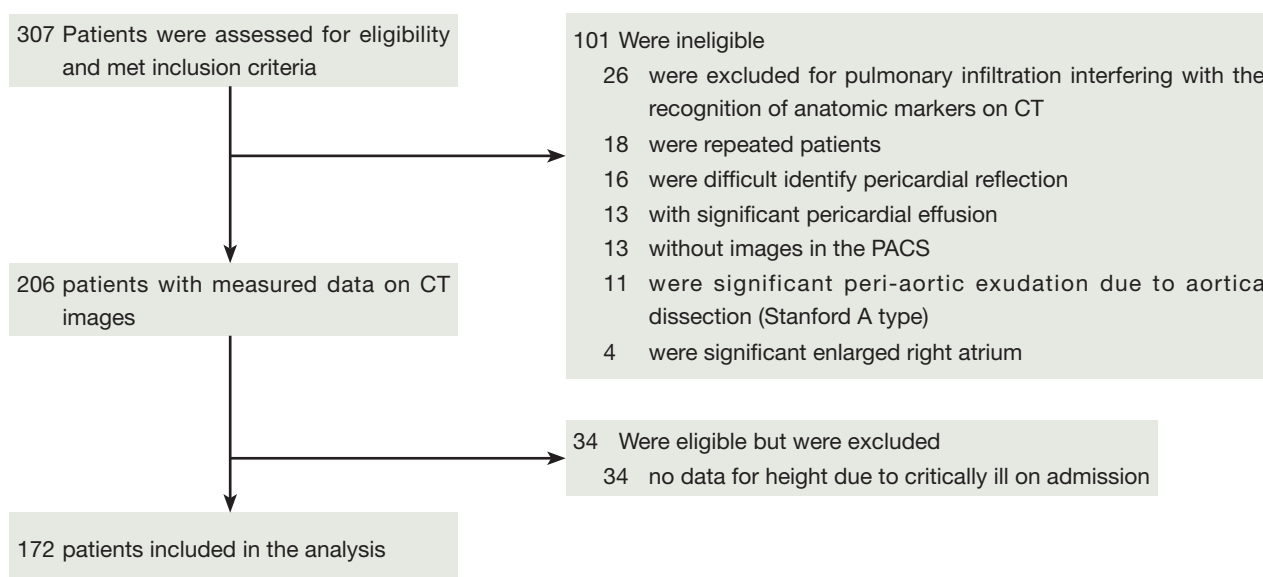 307 Patients were assessed for eligibility
and met inclusion criteria
101 Were ineligible
26 were excluded for pulmonary infiltration interfering with the
recognition of anatomic markers on CT
18 were repeated patients
16 were difficult identify pericardial reflection
13 with significant pericardial effusion
13 without images in the PACS
11 were significant peri-aortic exudation due to aortica
dissection (Stanford A type)
4 were significant enlarged right atrium
206 patients with measured data on CT
images
34 Were eligible but were excluded
34 no data for height due to critically ill on admission
172 patients included in the analysis